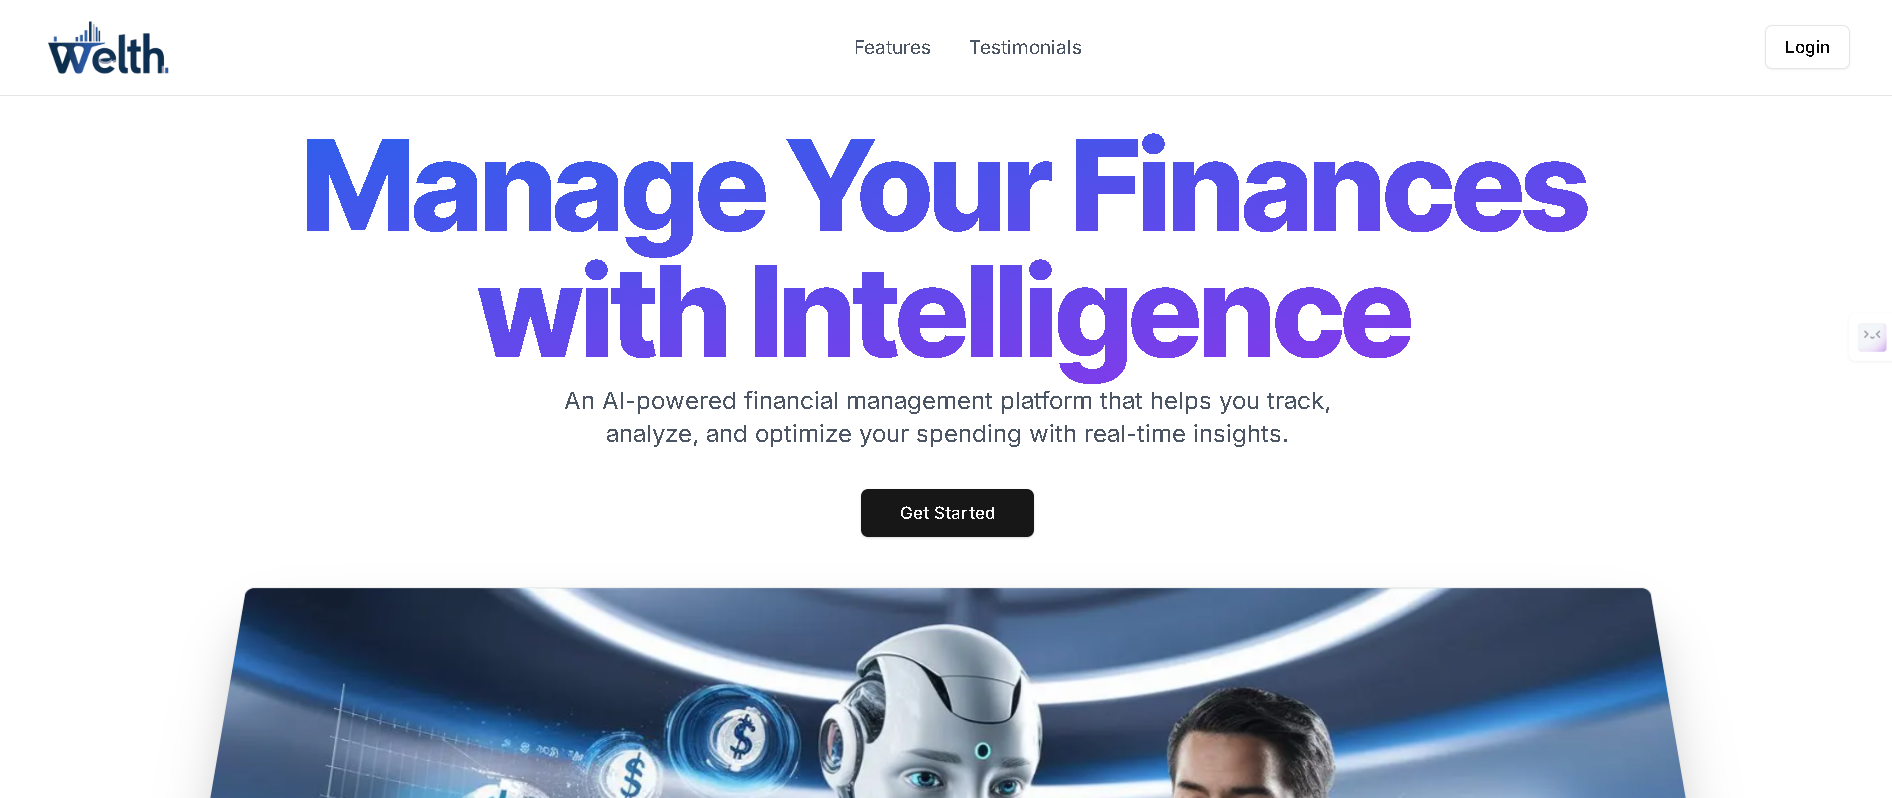 Welth.
Features Testimonials
Login
Manage Your Finances
with Intelligence
An AI-powered financial management platform that helps you track,
analyze, and optimize your spending with real-time insights.
Get Started
$
$